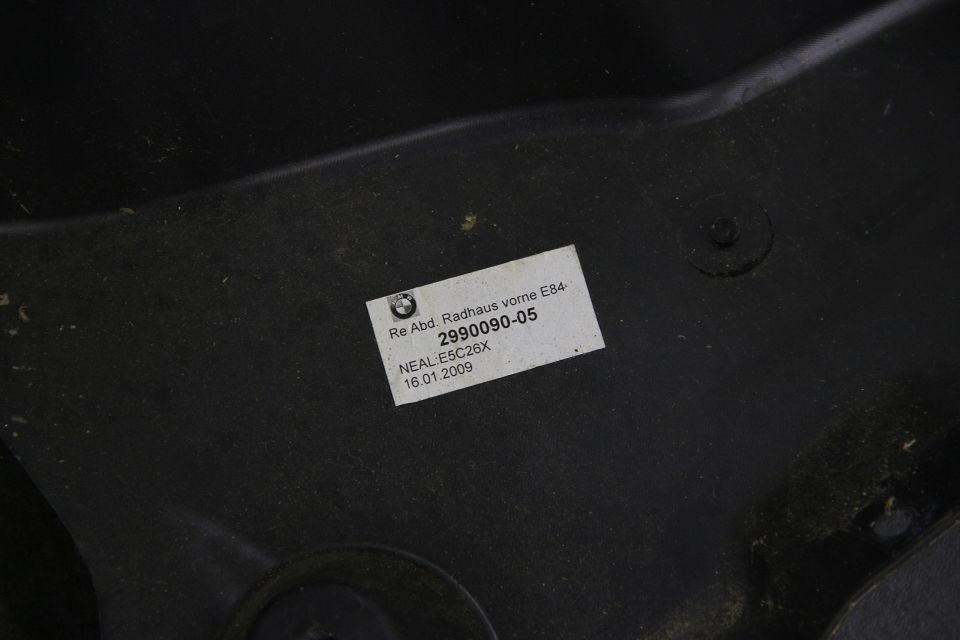 Re Abd. Radhaus vorne E84
2990090-05
NEAL:E5C26X
16.01.2009